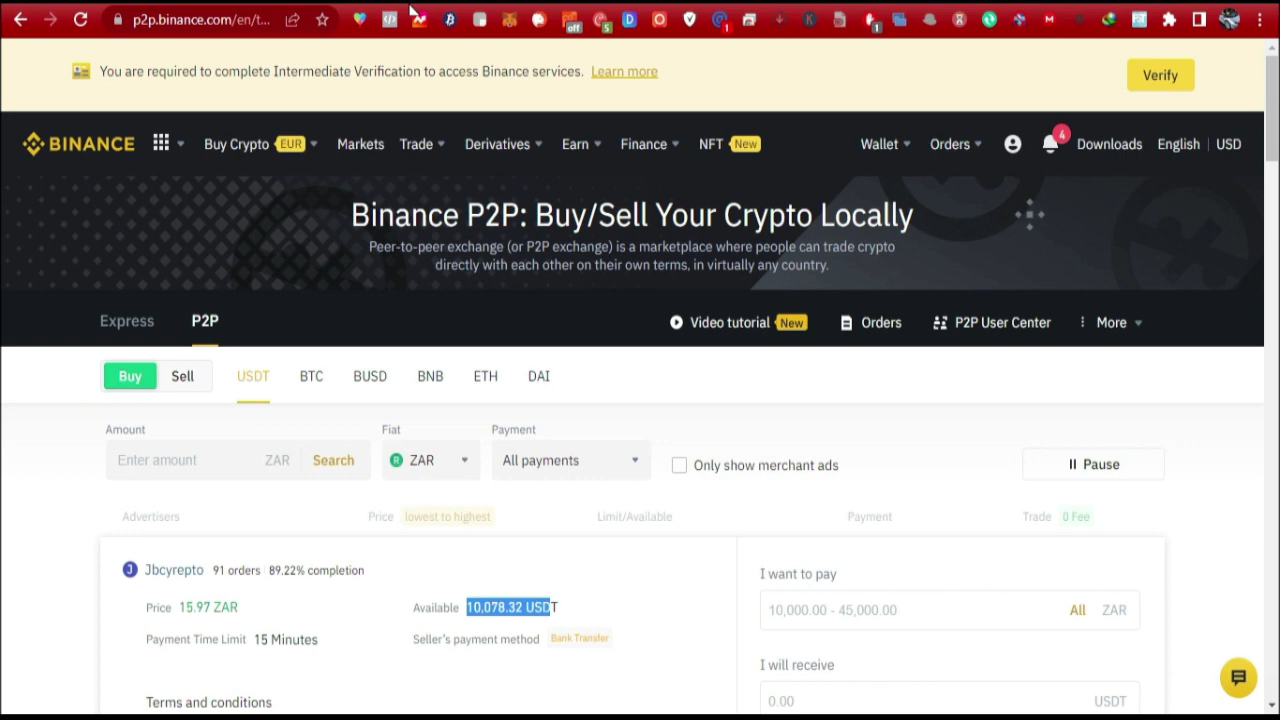 p2p.binance.com/en/t...
off
5
1
1
You are required to complete Intermediate Verification to access Binance services. Learn more
Verify
BINANCE
Buy Crypto EUR Markets Trade Derivatives Earn Finance NFT New Wallet Orders 4 Downloads English USD
Binance P2P: Buy/Sell Your Crypto Locally
Peer-to-peer exchange (or P2P exchange) is a marketplace where people can trade crypto
directly with each other on their own terms, in virtually any country.
Express P2P Video tutorial New Orders P2P User Center More
Buy Sell USDT BTC BUSD BNB ETH DAI
Amount Fiat Payment
Enter amount ZAR Search R ZAR All payments Only show merchant ads Pause
Advertisers Price lowest to highest Limit/Available Payment Trade 0 Fee
J Jbcyrepto 91 orders 89.22% completion
I want to pay
Price 15.97 ZAR Available 10,078.32 USDT
10,000.00 - 45,000.00 All ZAR
Payment Time Limit 15 Minutes Seller's payment method Bank Transfer
I will receive
Terms and conditions
0.00 USDT